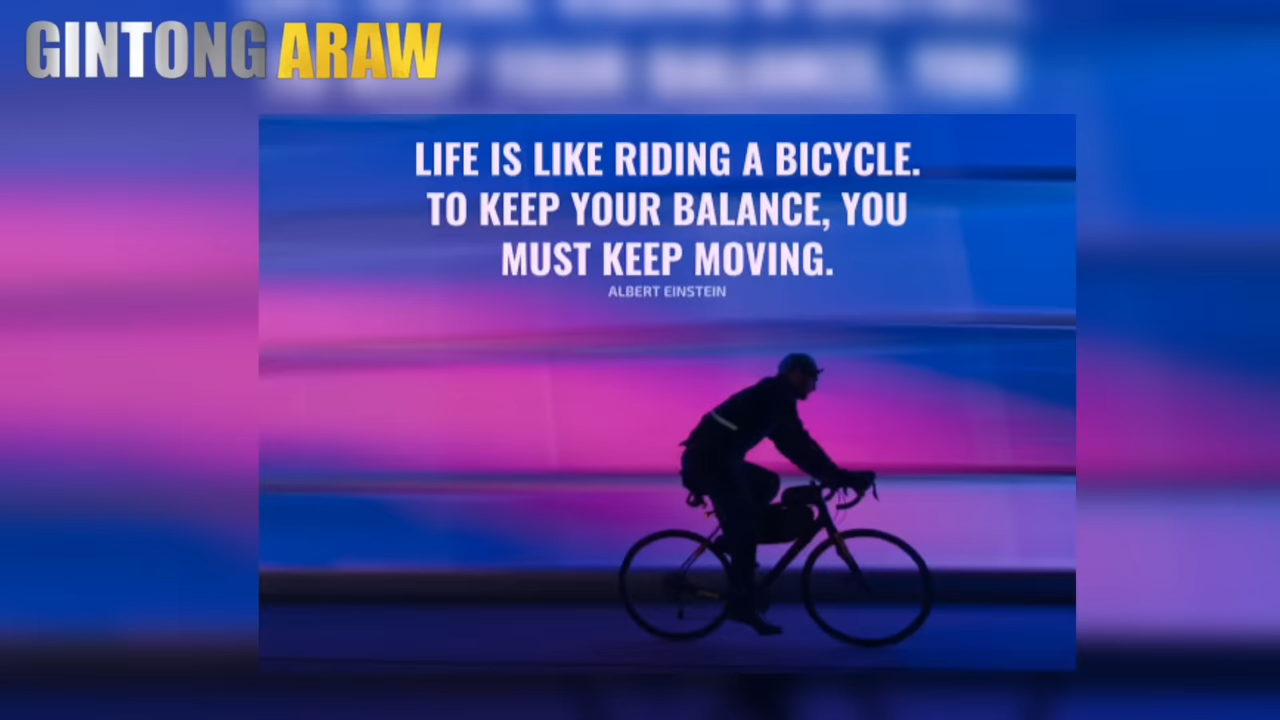 GINTONG ARAW
LIFE IS LIKE RIDING A BICYCLE.
TO KEEP YOUR BALANCE, YOU
MUST KEEP MOVING.
ALBERT EINSTEIN